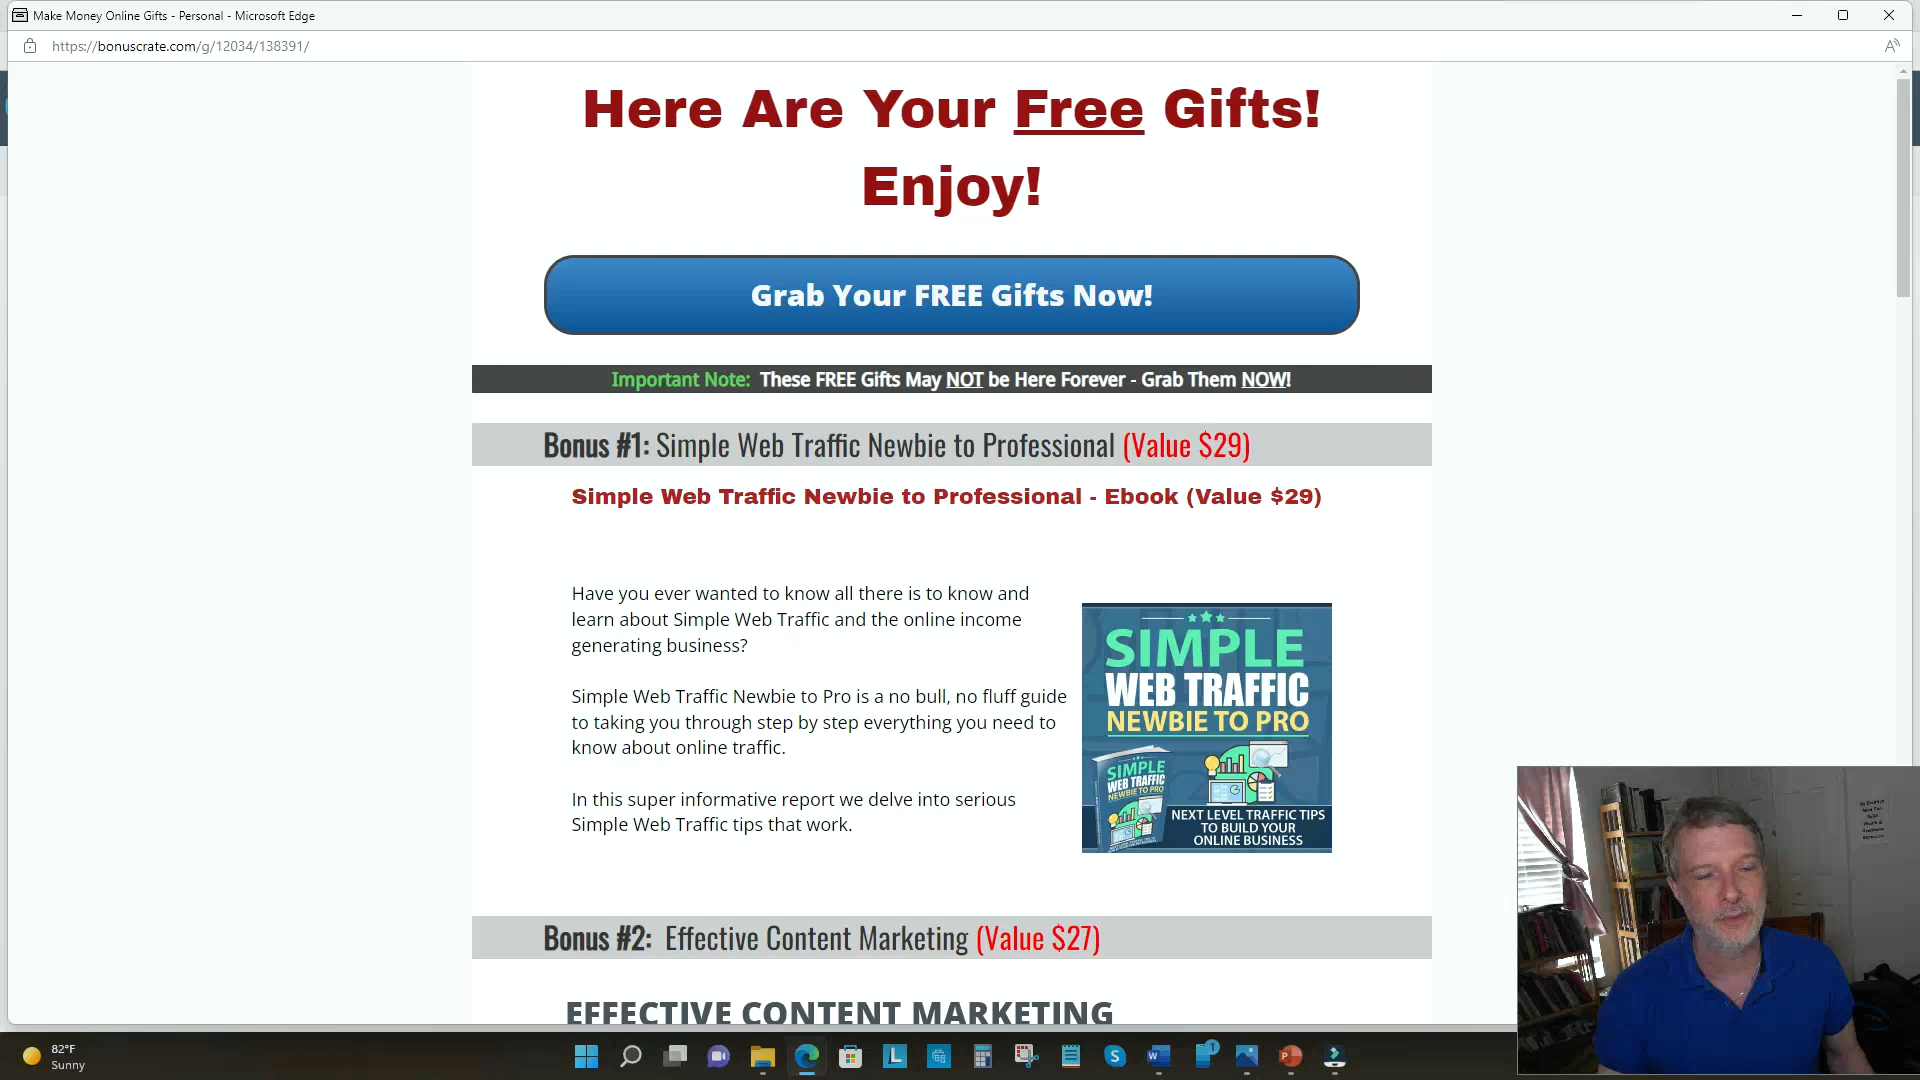 Make Money Online Gifts - Personal - Microsoft Edge
https://bonuscrate.com/g/12034/138391/
Here Are Your Free Gifts!
Enjoy!
Grab Your FREE Gifts Now!
Important Note: These FREE Gifts May NOT be Here Forever - Grab Them NOW!
Bonus #1: Simple Web Traffic Newbie to Professional (Value $29)
Simple Web Traffic Newbie to Professional - Ebook (Value $29)
Have you ever wanted to know all there is to know and
learn about Simple Web Traffic and the online income
generating business?
Simple Web Traffic Newbie to Pro is a no bull, no fluff guide
to taking you through step by step everything you need to
know about online traffic.
In this super informative report we delve into serious
Simple Web Traffic tips that work.
SIMPLE
WEB TRAFFIC
NEWBIE TO PRO
SIMPLE
WEB TRAFFIC
NEWBIE TO PRO
NEXT LEVEL TRAFFIC TIPS
TO BUILD YOUR
ONLINE BUSINESS
Bonus #2: Effective Content Marketing (Value $27)
EFFECTIVE CONTENT MARKETING
82°F
Sunny